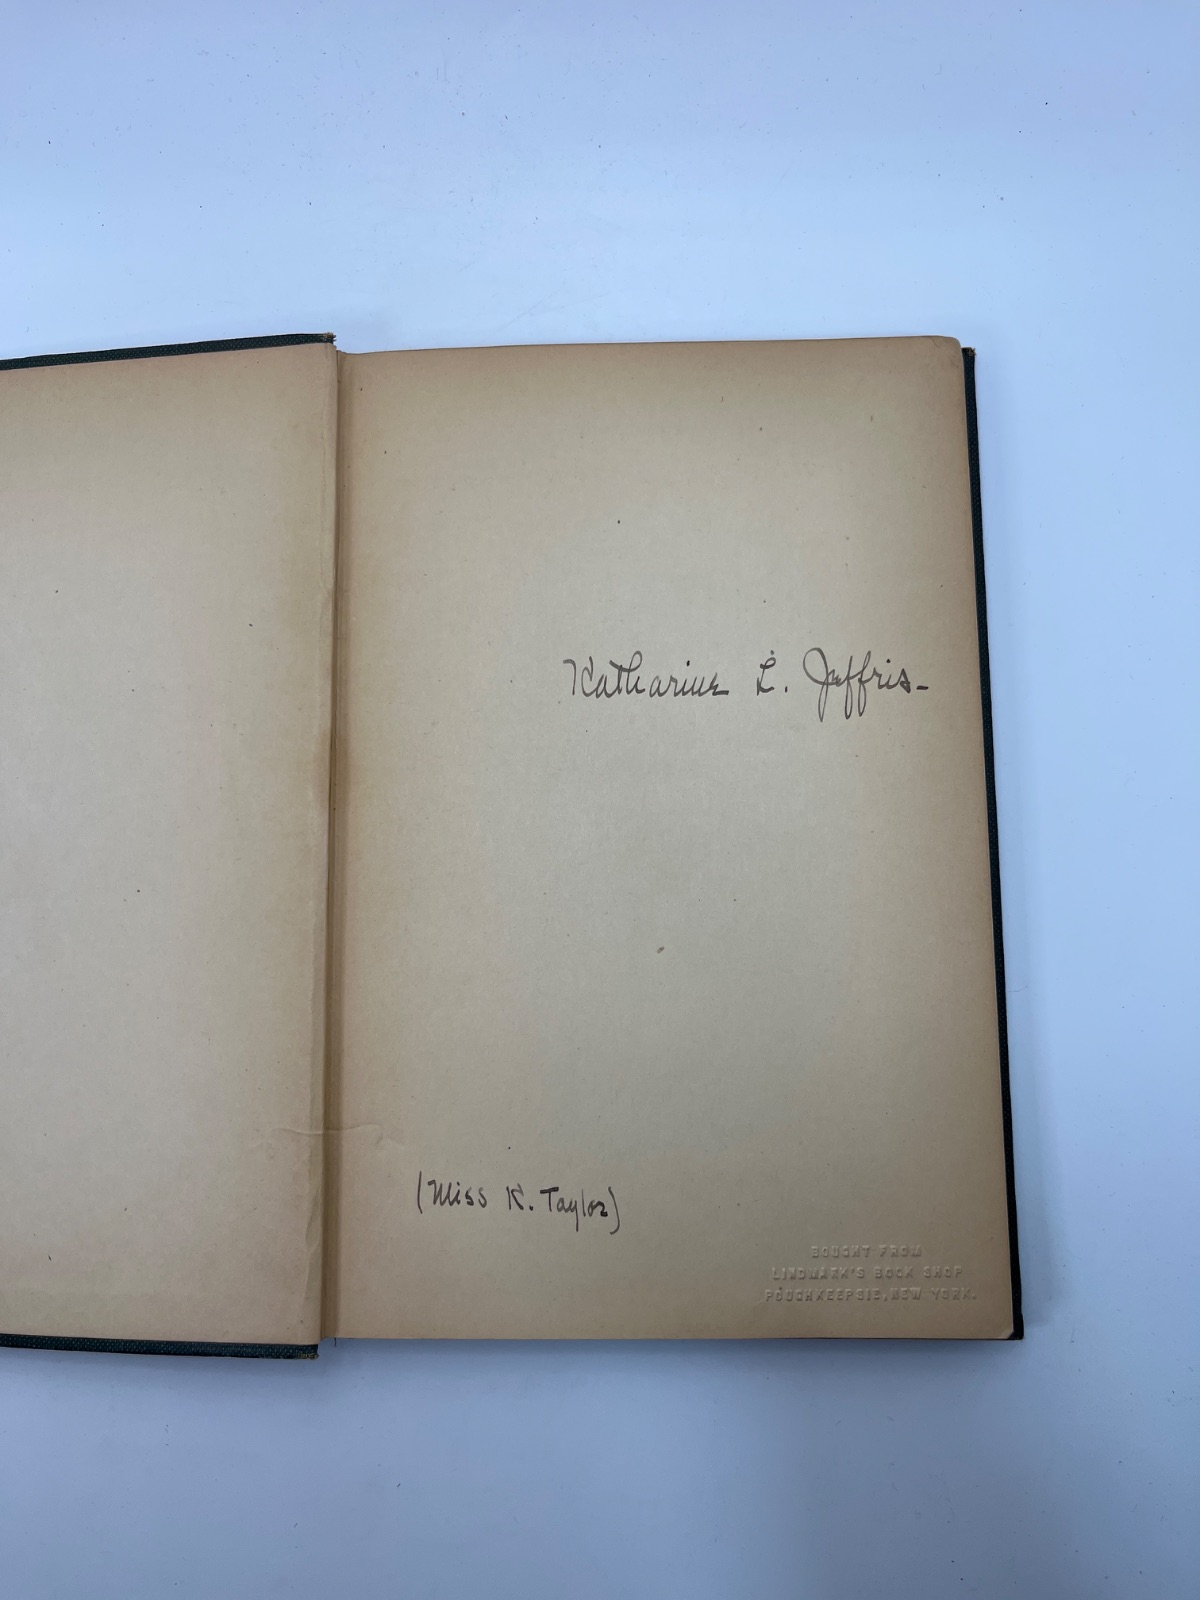 Katharine L. Jeffris-
(Miss K. Taylor)
BOUGHT FROM
LINDMARK'S BOOK SHOP
POUGHKEEPSIE, NEW YORK.